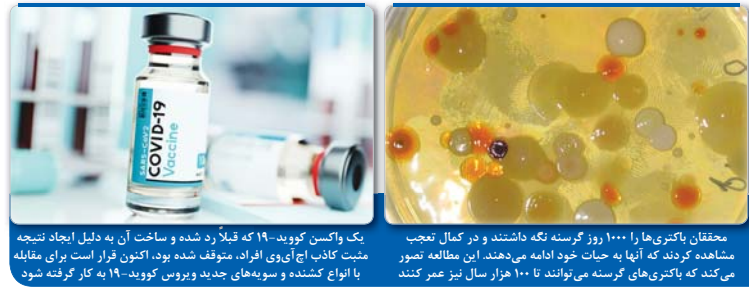 محققان باکتری‌ها را ۱۰۰۰ روز گرسنه نگه داشتند و در کمال تعجب
مشاهده کردند که آنها به حیات خود ادامه می‌دهند. این مطالعه تصور
می‌کند که باکتری‌های گرسنه می‌توانند تا ۱۰۰ هزار سال نیز عمر کنند
COVID-19
Vaccine
SARS-CoV-2
یک واکسن کووید-۱۹ که قبلاً رد شده و ساخت آن به دلیل ایجاد نتیجه
مثبت کاذب اچ‌آی‌وی افراد، متوقف شده بود، اکنون قرار است برای مقابله
با انواع کشنده و سویه‌های جدید ویروس کووید-۱۹ به کار گرفته شود